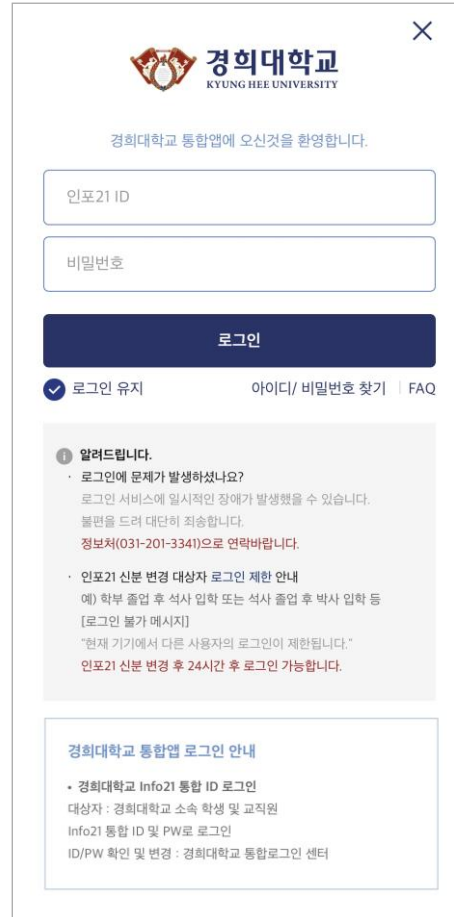 경희대학교
KYUNG HEE UNIVERSITY
경희대학교 통합앱에 오신것을 환영합니다.
인포21 ID
비밀번호
로그인
로그인 유지
아이디/ 비밀번호 찾기 | FAQ
알려드립니다.
· 로그인에 문제가 발생하셨나요?
로그인 서비스에 일시적인 장애가 발생했을 수 있습니다.
불편을 드려 대단히 죄송합니다.
정보처(031-201-3341)으로 연락바랍니다.
· 인포21 신분 변경 대상자 로그인 제한 안내
예) 학부 졸업 후 석사 입학 또는 석사 졸업 후 박사 입학 등
[로그인 불가 메시지]
"현재 기기에서 다른 사용자의 로그인이 제한됩니다."
인포21 신분 변경 후 24시간 후 로그인 가능합니다.
경희대학교 통합앱 로그인 안내
• 경희대학교 Info21 통합 ID 로그인
대상자 : 경희대학교 소속 학생 및 교직원
Info21 통합 ID 및 PW로 로그인
ID/PW 확인 및 변경 : 경희대학교 통합로그인 센터